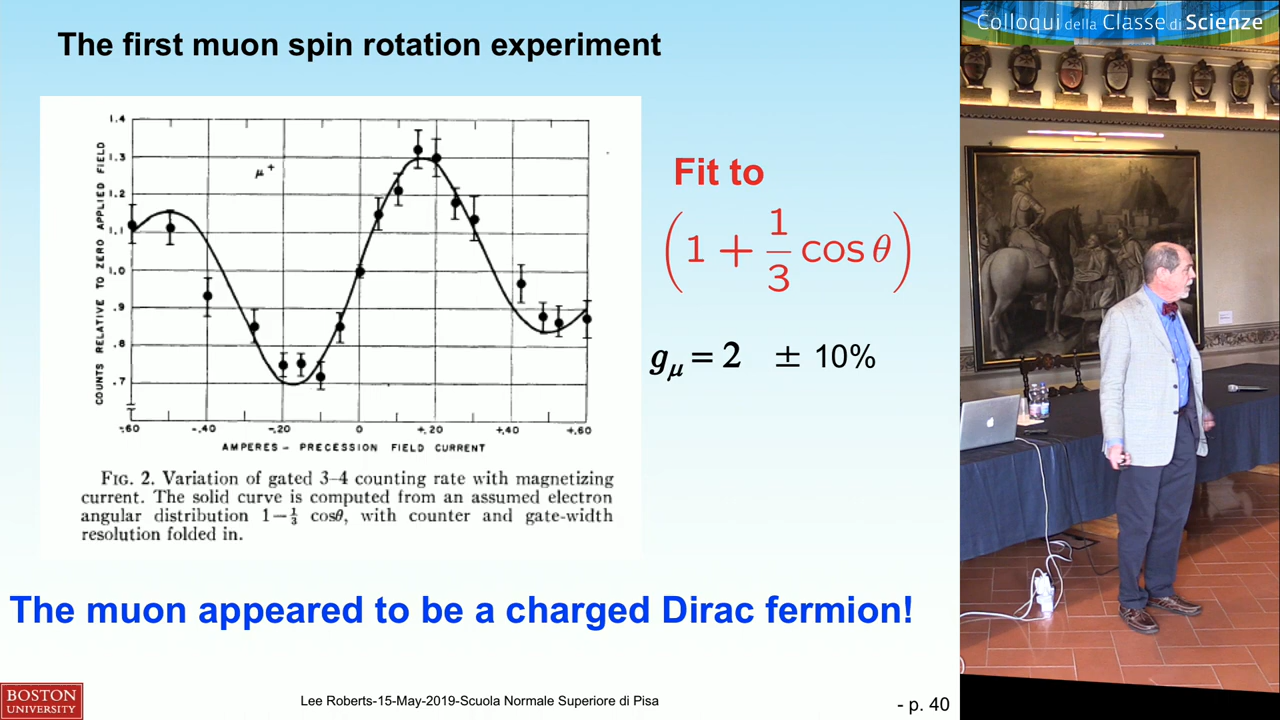 Colloqui della Classe di Scienze
The first muon spin rotation experiment
COUNTS RELATIVE TO ZERO APPLIED FIELD
1.4
1.3
1.2
1.1
1.0
.9
.8
.7
μ+
-.60 -.40 -.20 0 +.20 +.40 +.60
AMPERES - PRECESSION FIELD CURRENT
FIG. 2. Variation of gated 3–4 counting rate with magnetizing
current. The solid curve is computed from an assumed electron
angular distribution 1−⅓ cosθ, with counter and gate-width
resolution folded in.
Fit to
(1 + 1/3 cos θ)
gμ = 2 ± 10%
The muon appeared to be a charged Dirac fermion!
BOSTON
UNIVERSITY
Lee Roberts-15-May-2019-Scuola Normale Superiore di Pisa
- p. 40